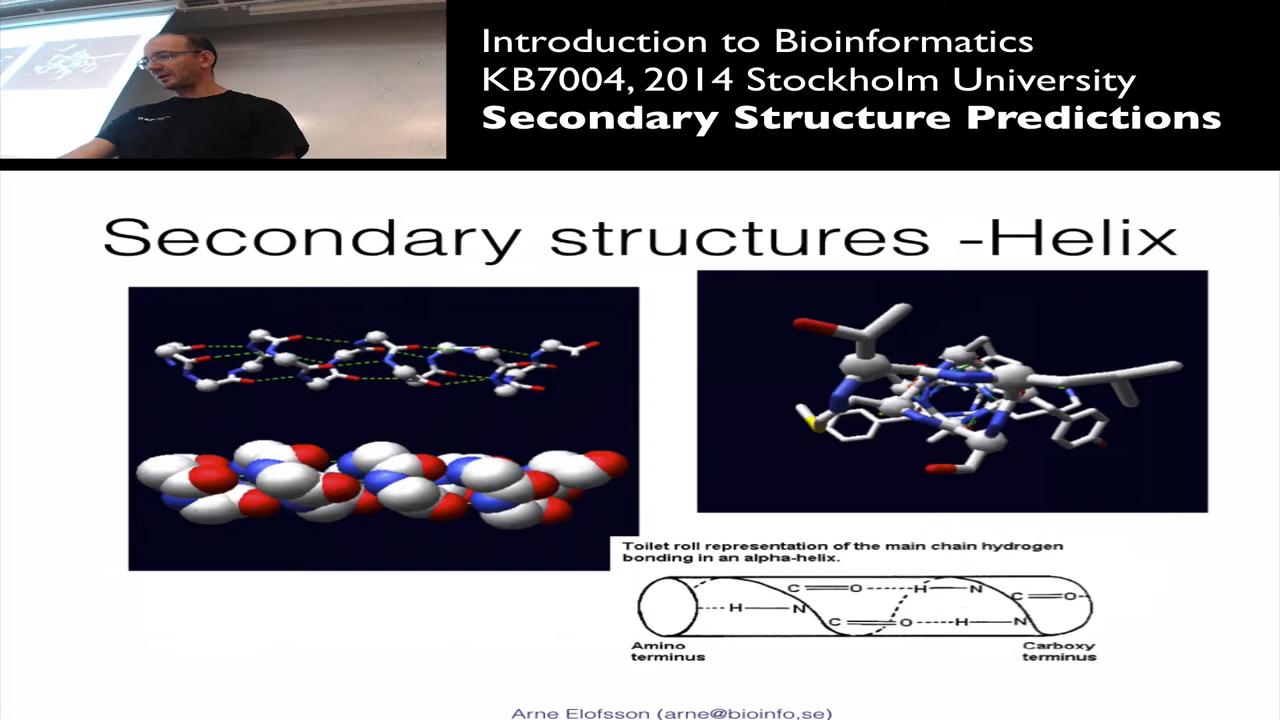 Introduction to Bioinformatics
KB7004, 2014 Stockholm University
Secondary Structure Predictions
Secondary structures -Helix
Toilet roll representation of the main chain hydrogen
bonding in an alpha-helix.
C O H N C O
H N C O H N
Amino
terminus
Carboxy
terminus
Arne Elofsson (arne@bioinfo,se)